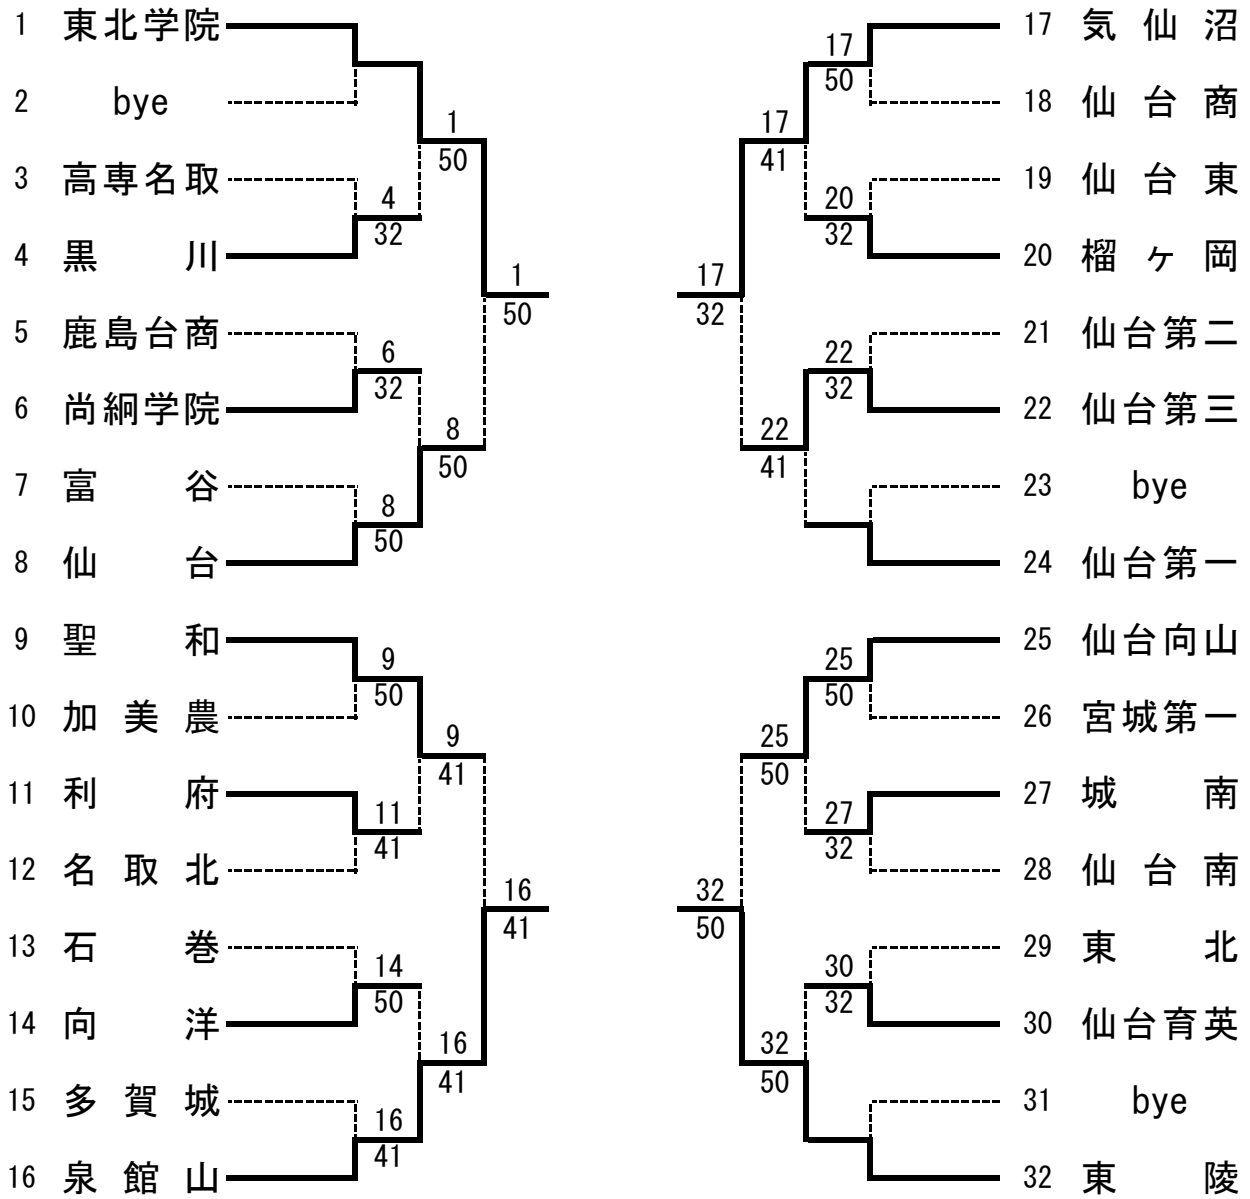 1 東北学院
2 bye
3 高専名取
4 黒川
5 鹿島台商
6 尚絅学院
7 富谷
8 仙台
9 聖和
10 加美農
11 利府
12 名取北
13 石巻
14 向洋
15 多賀城
16 泉館山
4
32
6
32
8
50
9
50
11
41
14
50
16
41
1
50
8
50
9
41
16
41
1
50
16
41
17
32
32
50
17
41
22
41
25
50
32
50
17
50
20
32
22
32
25
50
27
32
30
32
17 気仙沼
18 仙台商
19 仙台東
20 榴ヶ岡
21 仙台第二
22 仙台第三
23 bye
24 仙台第一
25 仙台向山
26 宮城第一
27 城南
28 仙台南
29 東北
30 仙台育英
31 bye
32 東陵